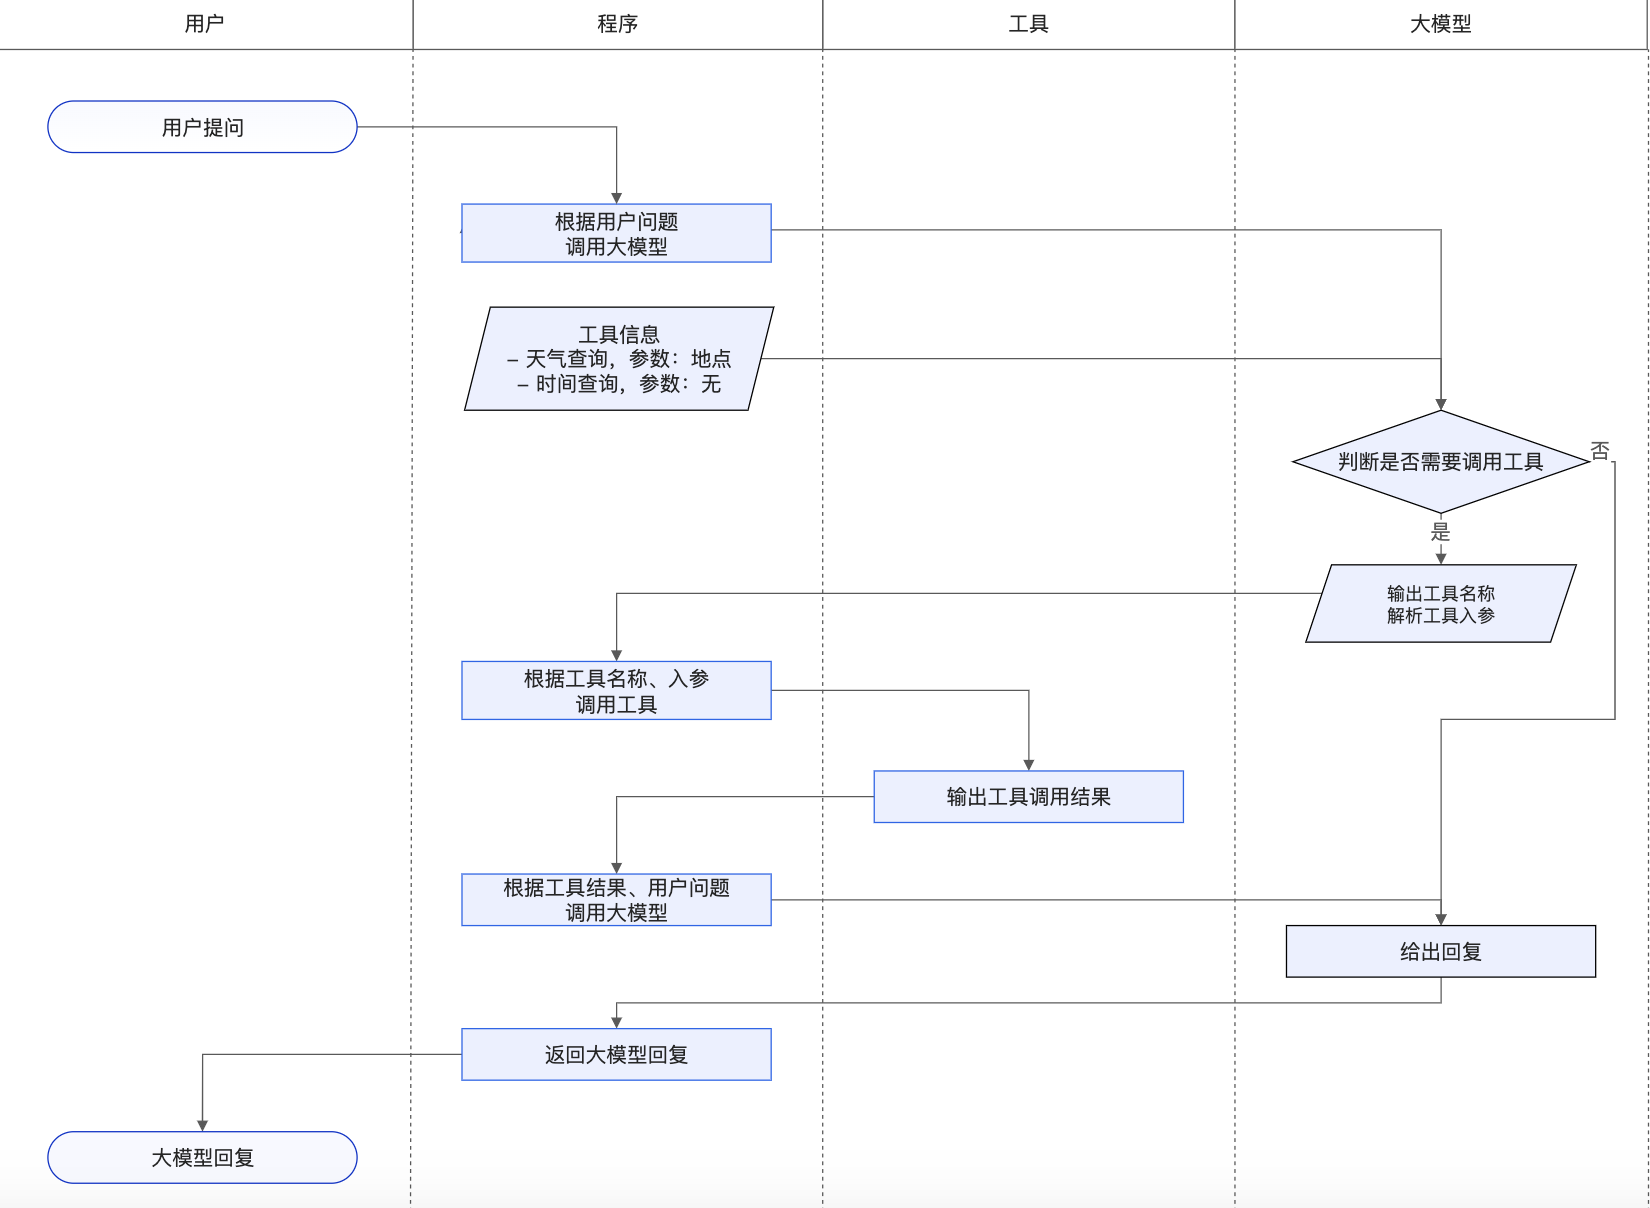 用户
程序
工具
大模型
用户提问
根据用户问题
调用大模型
工具信息
– 天气查询，参数：地点
– 时间查询，参数：无
判断是否需要调用工具
否
是
输出工具名称
解析工具入参
根据工具名称、入参
调用工具
输出工具调用结果
根据工具结果、用户问题
调用大模型
给出回复
返回大模型回复
大模型回复